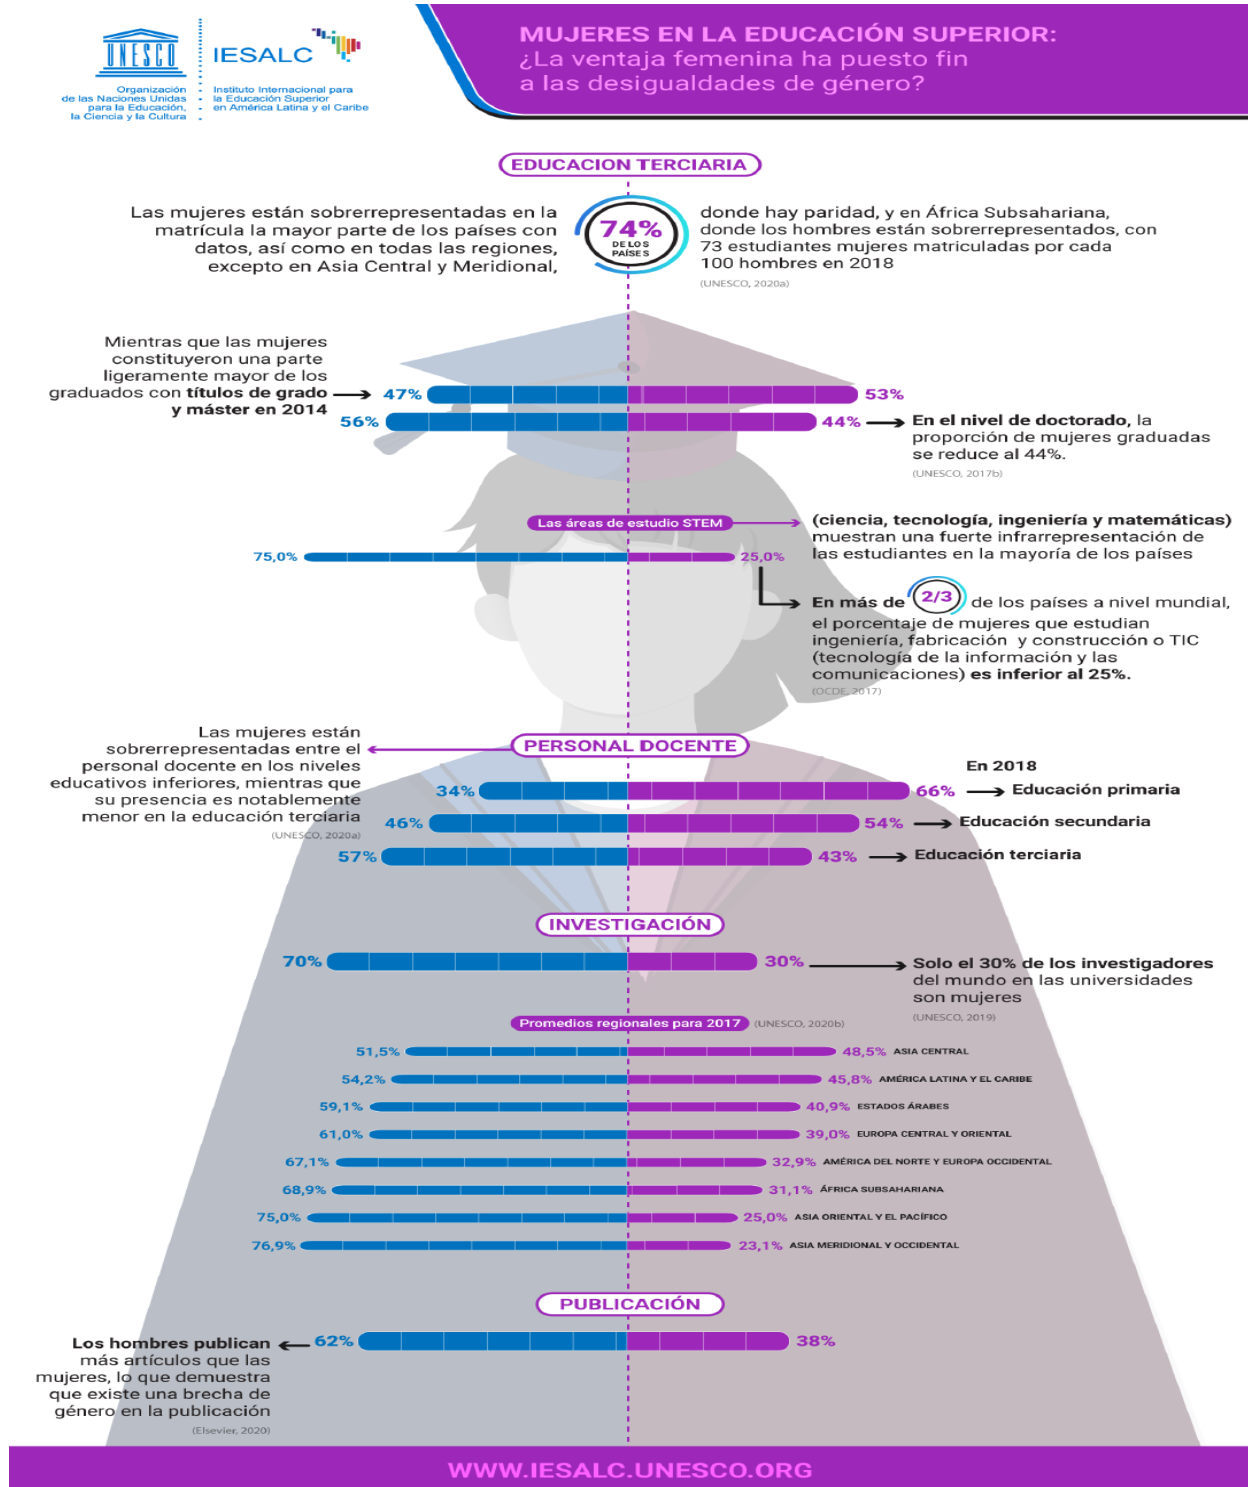 UNESCO
Organización
de las Naciones Unidas
para la Educación,
la Ciencia y la Cultura
IESALC
Instituto Internacional para
la Educación Superior
en América Latina y el Caribe
MUJERES EN LA EDUCACIÓN SUPERIOR:
¿La ventaja femenina ha puesto fin
a las desigualdades de género?
EDUCACION TERCIARIA
Las mujeres están sobrerrepresentadas en la
matrícula la mayor parte de los países con
datos, así como en todas las regiones,
excepto en Asia Central y Meridional,
74%
DE LOS
PAÍSES
donde hay paridad, y en África Subsahariana,
donde los hombres están sobrerrepresentados, con
73 estudiantes mujeres matriculadas por cada
100 hombres en 2018
(UNESCO, 2020a)
Mientras que las mujeres
constituyeron una parte
ligeramente mayor de los
graduados con títulos de grado
y máster en 2014
47% 53%
56% 44%
En el nivel de doctorado, la
proporción de mujeres graduadas
se reduce al 44%.
(UNESCO, 2017b)
Las áreas de estudio STEM
(ciencia, tecnología, ingeniería y matemáticas)
muestran una fuerte infrarrepresentación de
las estudiantes en la mayoría de los países
75,0% 25,0%
En más de 2/3 de los países a nivel mundial,
el porcentaje de mujeres que estudian
ingeniería, fabricación y construcción o TIC
(tecnología de la información y las
comunicaciones) es inferior al 25%.
(OCDE, 2017)
Las mujeres están
sobrerrepresentadas entre el
personal docente en los niveles
educativos inferiores, mientras que
su presencia es notablemente
menor en la educación terciaria
(UNESCO, 2020a)
PERSONAL DOCENTE
En 2018
34% 66% Educación primaria
46% 54% Educación secundaria
57% 43% Educación terciaria
INVESTIGACIÓN
70% 30%
Solo el 30% de los investigadores
del mundo en las universidades
son mujeres
(UNESCO, 2019)
Promedios regionales para 2017 (UNESCO, 2020b)
51,5% 48,5% ASIA CENTRAL
54,2% 45,8% AMÉRICA LATINA Y EL CARIBE
59,1% 40,9% ESTADOS ÁRABES
61,0% 39,0% EUROPA CENTRAL Y ORIENTAL
67,1% 32,9% AMÉRICA DEL NORTE Y EUROPA OCCIDENTAL
68,9% 31,1% ÁFRICA SUBSAHARIANA
75,0% 25,0% ASIA ORIENTAL Y EL PACÍFICO
76,9% 23,1% ASIA MERIDIONAL Y OCCIDENTAL
PUBLICACIÓN
62% 38%
Los hombres publican
más artículos que las
mujeres, lo que demuestra
que existe una brecha de
género en la publicación
(Elsevier, 2020)
WWW.IESALC.UNESCO.ORG